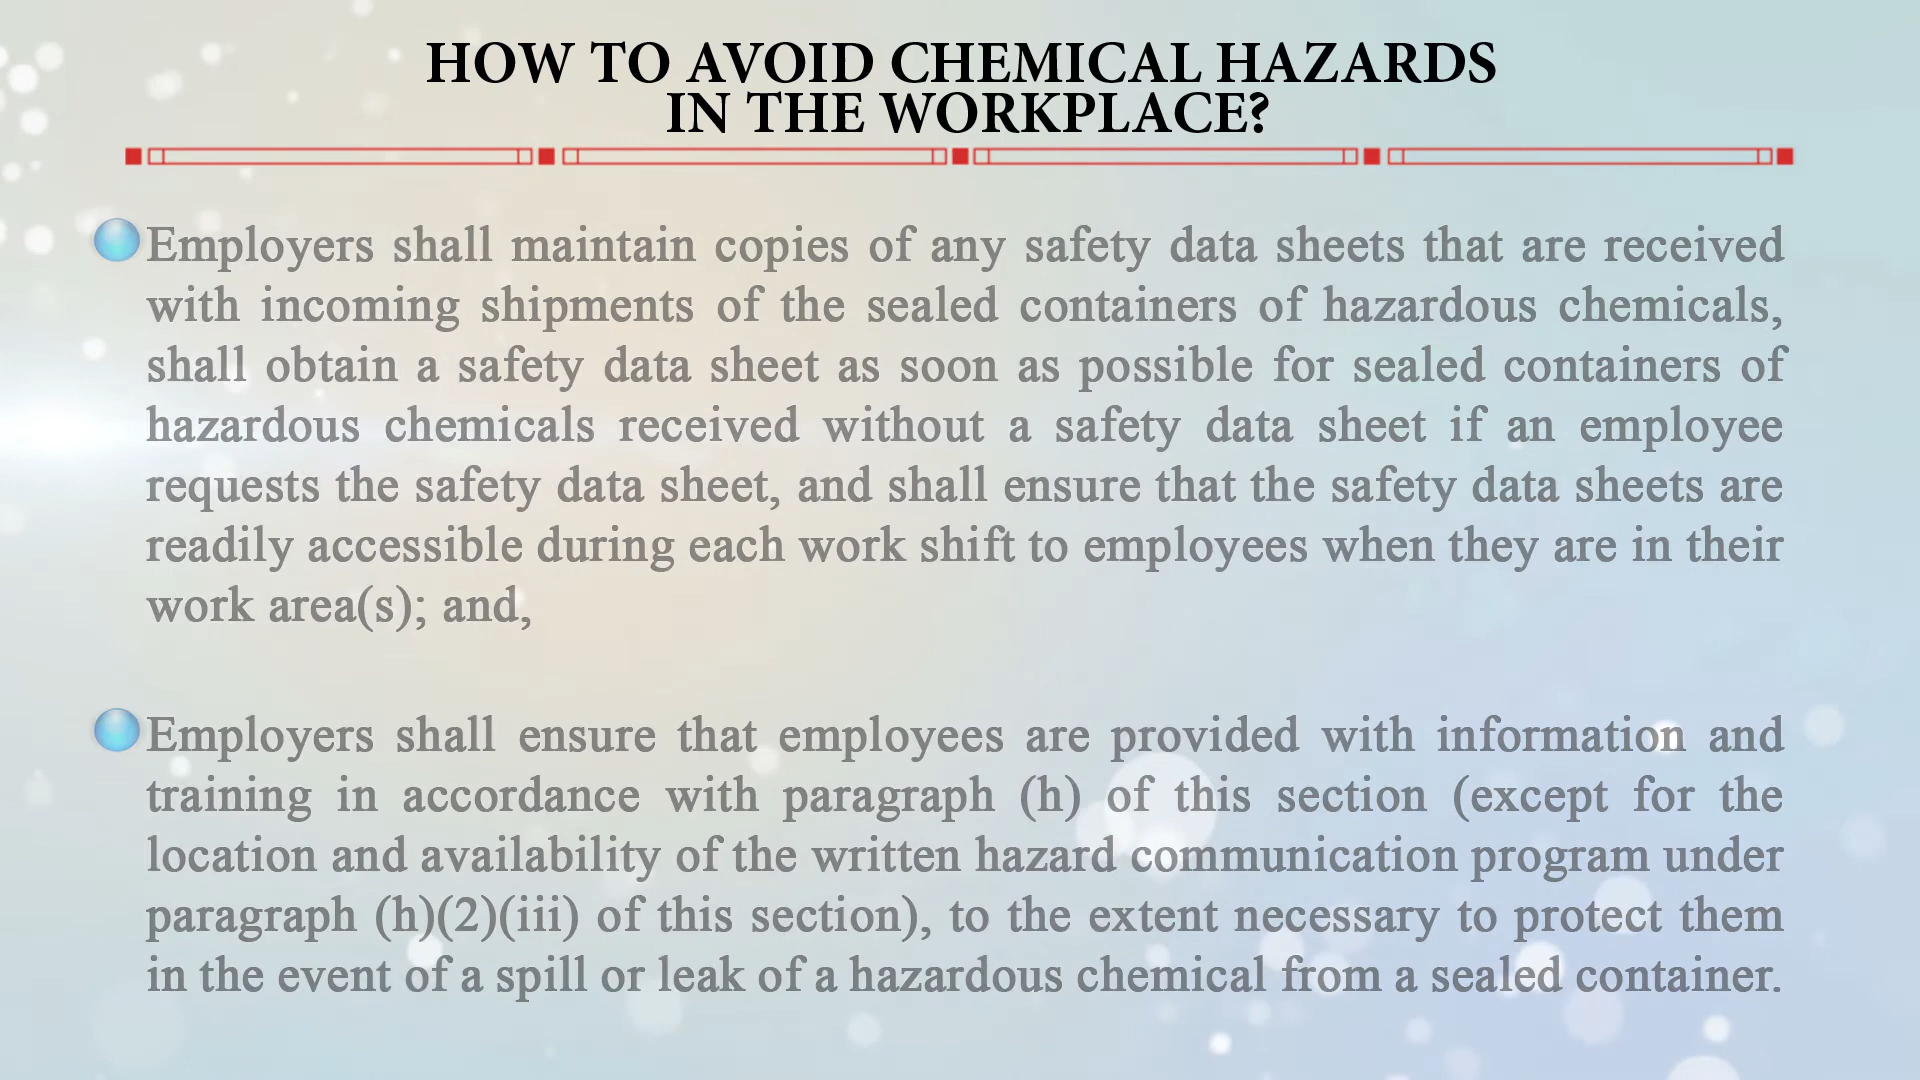 HOW TO AVOID CHEMICAL HAZARDS
IN THE WORKPLACE?
Employers shall maintain copies of any safety data sheets that are received
with incoming shipments of the sealed containers of hazardous chemicals,
shall obtain a safety data sheet as soon as possible for sealed containers of
hazardous chemicals received without a safety data sheet if an employee
requests the safety data sheet, and shall ensure that the safety data sheets are
readily accessible during each work shift to employees when they are in their
work area(s); and,
Employers shall ensure that employees are provided with information and
training in accordance with paragraph (h) of this section (except for the
location and availability of the written hazard communication program under
paragraph (h)(2)(iii) of this section), to the extent necessary to protect them
in the event of a spill or leak of a hazardous chemical from a sealed container.